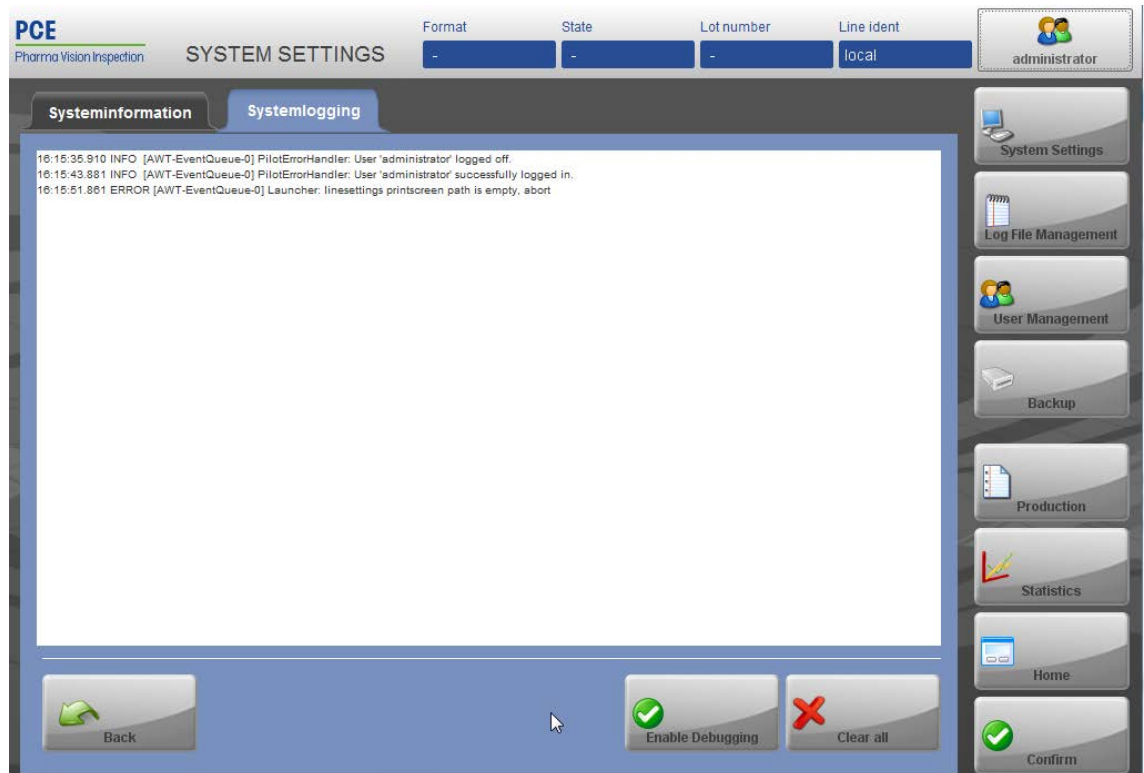 PCE
Pharma Vision Inspection
SYSTEM SETTINGS
Format
State
Lot number
Line ident
-
-
-
local
administrator
Systeminformation
Systemlogging
16:15:35.910 INFO [AWT-EventQueue-0] PilotErrorHandler: User 'administrator' logged off.
16:15:43.881 INFO [AWT-EventQueue-0] PilotErrorHandler: User 'administrator' successfully logged in.
16:15:51.861 ERROR [AWT-EventQueue-0] Launcher: linesettings printscreen path is empty, abort
System Settings
Log File Management
User Management
Backup
Production
Statistics
Home
Confirm
Back
Enable Debugging
Clear all